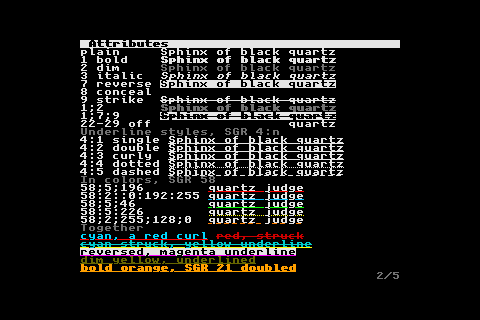 Attributes
plain Sphinx of black quartz
1 bold Sphinx of black quartz
2 dim Sphinx of black quartz
3 italic Sphinx of black quartz
7 reverse Sphinx of black quartz
8 conceal
9 strike Sphinx of black quartz
1;2 Sphinx of black quartz
1;7;9 Sphinx of black quartz
22-29 off quartz
Underline styles, SGR 4:n
4:1 single Sphinx of black quartz
4:2 double Sphinx of black quartz
4:3 curly Sphinx of black quartz
4:4 dotted Sphinx of black quartz
4:5 dashed Sphinx of black quartz
In colors, SGR 58
58;5;196 quartz judge
58:2::0:192:255 quartz judge
58:5:46 quartz judge
58:5:226 quartz judge
58;2;255;128;0 quartz judge
Together
cyan, a red curl red, struck
cyan struck, yellow underline
reversed, magenta underline
dim yellow, underlined
bold orange, SGR 21 doubled
2/5